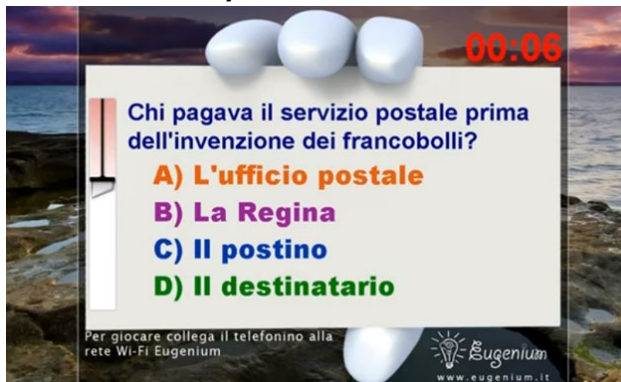 00:06
Chi pagava il servizio postale prima
dell'invenzione dei francobolli?
A) L'ufficio postale
B) La Regina
C) Il postino
D) Il destinatario
Per giocare collega il telefonino alla
rete Wi-Fi Eugenium
Eugenium
www.eugenium.it